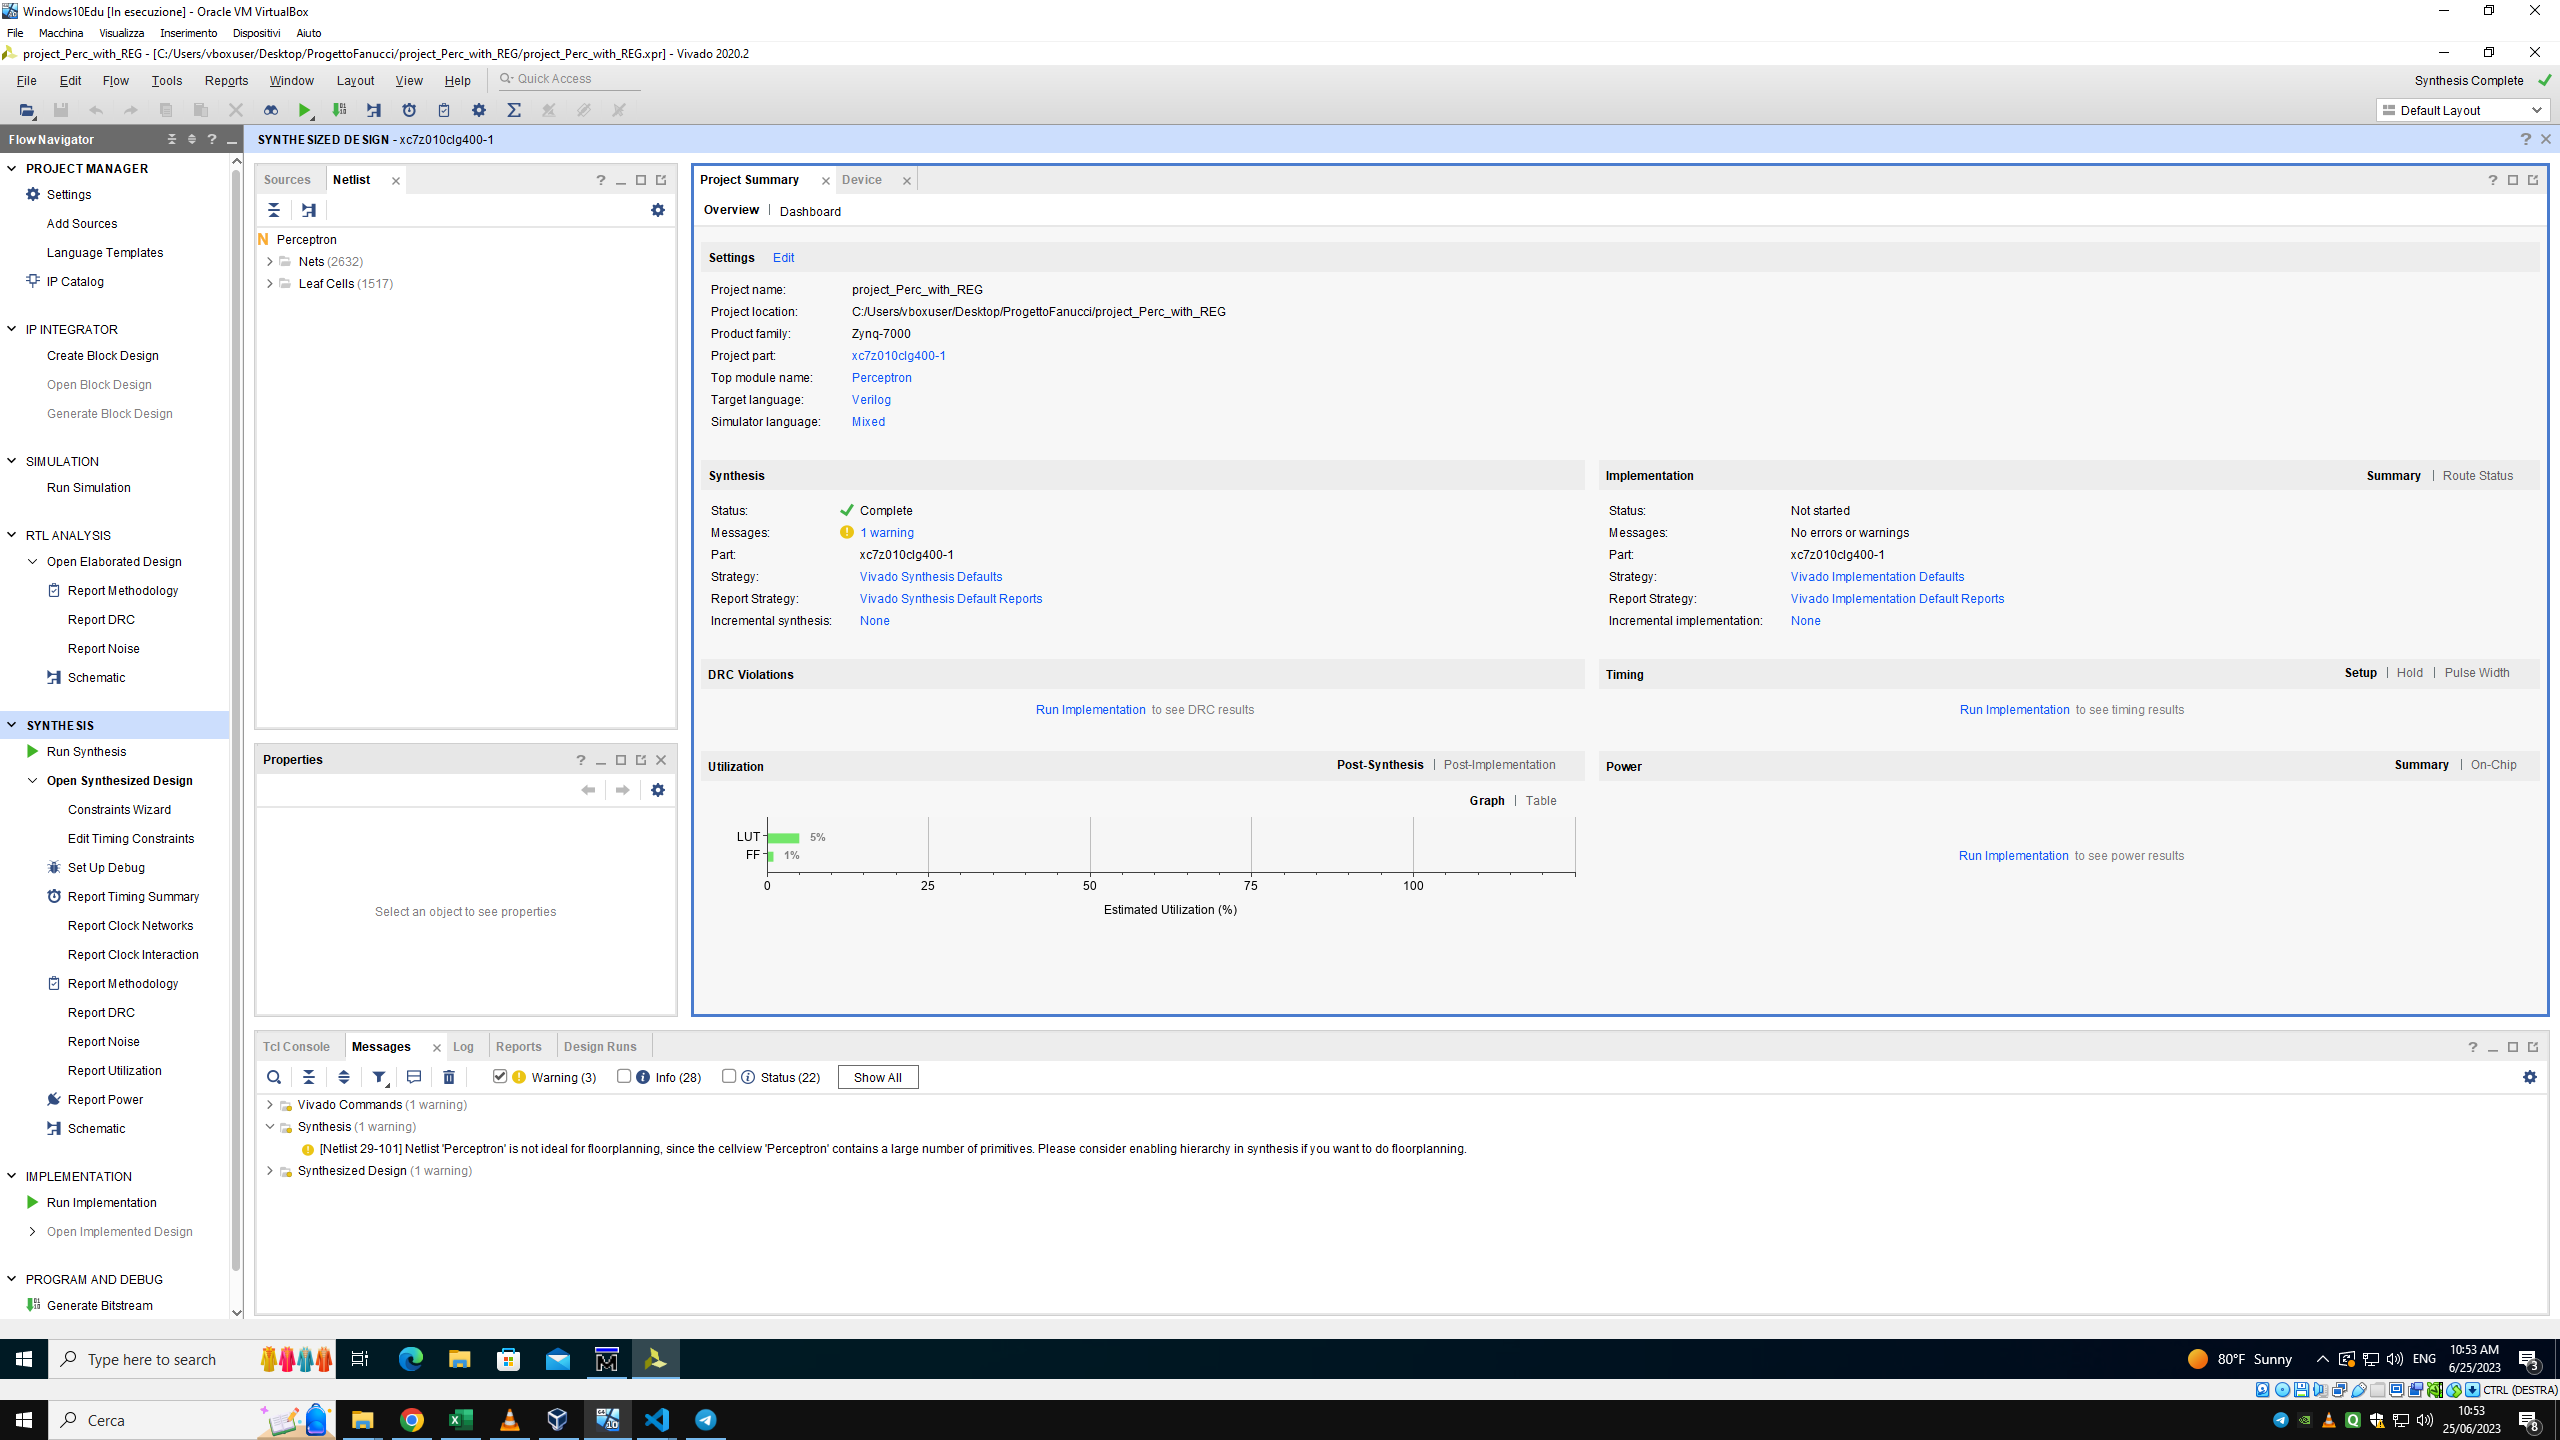 Windows10Edu [In esecuzione] - Oracle VM VirtualBox
File Macchina Visualizza Inserimento Dispositivi Aiuto
project_Perc_with_REG - [C:/Users/vboxuser/Desktop/ProgettoFanucci/project_Perc_with_REG/project_Perc_with_REG.xpr] - Vivado 2020.2
File Edit Flow Tools Reports Window Layout View Help Quick Access
Synthesis Complete
Default Layout
Flow Navigator
SYNTHESIZED DESIGN - xc7z010clg400-1
PROJECT MANAGER
Settings
Add Sources
Language Templates
IP Catalog
IP INTEGRATOR
Create Block Design
Open Block Design
Generate Block Design
SIMULATION
Run Simulation
RTL ANALYSIS
Open Elaborated Design
Report Methodology
Report DRC
Report Noise
Schematic
SYNTHESIS
Run Synthesis
Open Synthesized Design
Constraints Wizard
Edit Timing Constraints
Set Up Debug
Report Timing Summary
Report Clock Networks
Report Clock Interaction
Report Methodology
Report DRC
Report Noise
Report Utilization
Report Power
Schematic
IMPLEMENTATION
Run Implementation
Open Implemented Design
PROGRAM AND DEBUG
Generate Bitstream
Sources Netlist
N Perceptron
Nets (2632)
Leaf Cells (1517)
Properties
Select an object to see properties
Project Summary Device
Overview | Dashboard
Settings Edit
Project name: project_Perc_with_REG
Project location: C:/Users/vboxuser/Desktop/ProgettoFanucci/project_Perc_with_REG
Product family: Zynq-7000
Project part: xc7z010clg400-1
Top module name: Perceptron
Target language: Verilog
Simulator language: Mixed
Synthesis
Status: Complete
Messages: 1 warning
Part: xc7z010clg400-1
Strategy: Vivado Synthesis Defaults
Report Strategy: Vivado Synthesis Default Reports
Incremental synthesis: None
Implementation Summary | Route Status
Status: Not started
Messages: No errors or warnings
Part: xc7z010clg400-1
Strategy: Vivado Implementation Defaults
Report Strategy: Vivado Implementation Default Reports
Incremental implementation: None
DRC Violations
Run Implementation to see DRC results
Timing Setup | Hold | Pulse Width
Run Implementation to see timing results
Utilization Post-Synthesis | Post-Implementation
Graph | Table
LUT 5%
FF 1%
0 25 50 75 100
Estimated Utilization (%)
Power Summary | On-Chip
Run Implementation to see power results
Tcl Console Messages Log Reports Design Runs
Warning (3) Info (28) Status (22) Show All
Vivado Commands (1 warning)
Synthesis (1 warning)
[Netlist 29-101] Netlist 'Perceptron' is not ideal for floorplanning, since the cellview 'Perceptron' contains a large number of primitives. Please consider enabling hierarchy in synthesis if you want to do floorplanning.
Synthesized Design (1 warning)
Type here to search
80°F Sunny
ENG
10:53 AM
6/25/2023
3
CTRL (DESTRA)
Cerca
10:53
25/06/2023
8